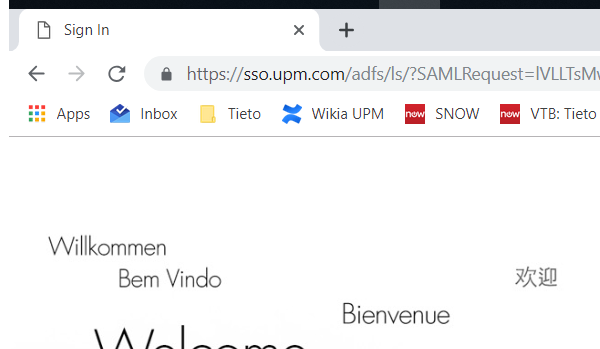 Sign In
https://sso.upm.com/adfs/ls/?SAMLRequest=lVLLTsM
Apps Inbox Tieto Wikia UPM now SNOW now VTB: Tieto
Willkommen
Bem Vindo 欢迎
Bienvenue
Welcome